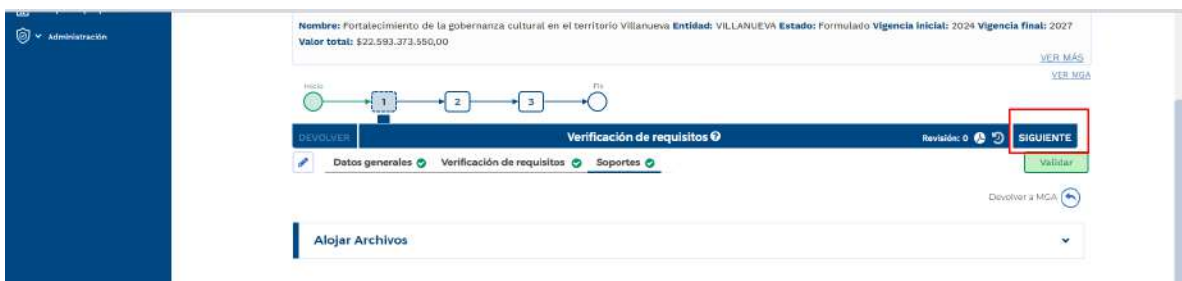 Administración
Nombre: Fortalecimiento de la gobernanza cultural en el territorio Villanueva Entidad: VILLANUEVA Estado: Formulado Vigencia inicial: 2024 Vigencia final: 2027
Valor total: $22.593.373.550,00
VER MÁS
VER MGA
Inicio
Fin
1
2
3
DEVOLVER
Verificación de requisitos
Revisión: 0
SIGUIENTE
Datos generales
Verificación de requisitos
Soportes
Validar
Devolver a MGA
Alojar Archivos